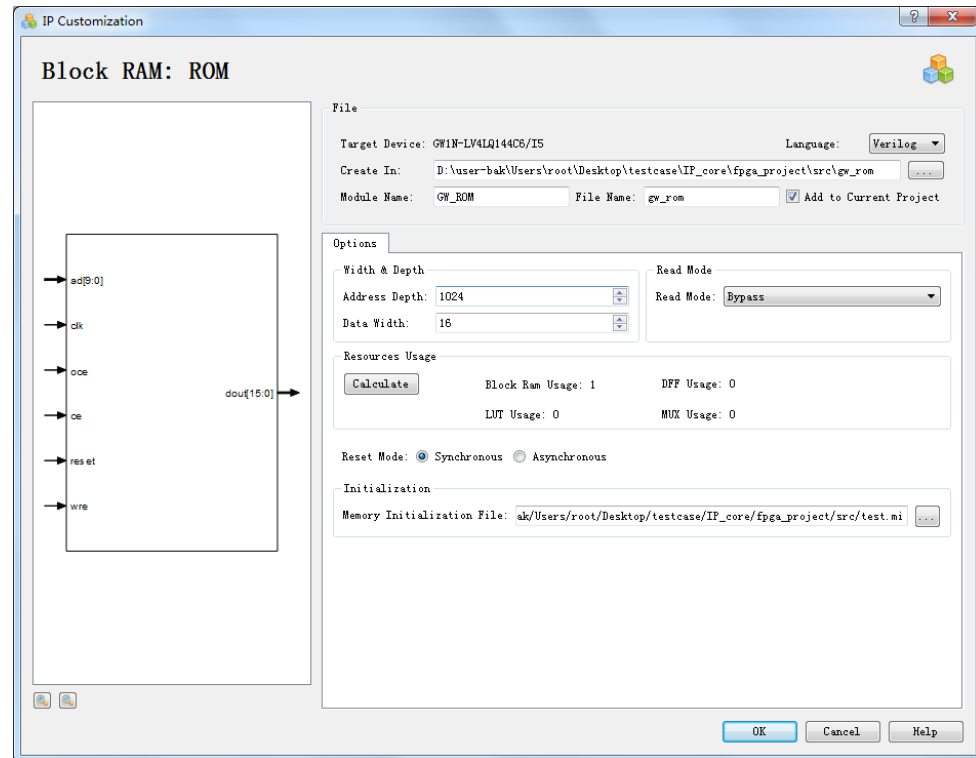 IP Customization
Block RAM: ROM
File
Target Device: GW1N-LV4LQ144C6/I5 Language: Verilog
Create In: D:\user-bak\Users\root\Desktop\testcase\IP_core\fpga_project\src\gw_rom ...
Module Name: GW_ROM File Name: gw_rom Add to Current Project
Options
Width & Depth Read Mode
Address Depth: 1024 Read Mode: Bypass
Data Width: 16
Resources Usage
Calculate Block Ram Usage: 1 DFF Usage: 0
LUT Usage: 0 MUX Usage: 0
Reset Mode: Synchronous Asynchronous
Initialization
Memory Initialization File: ak/Users/root/Desktop/testcase/IP_core/fpga_project/src/test.mi ...
ad[9:0]
clk
oce
dout[15:0]
ce
reset
wre
OK Cancel Help